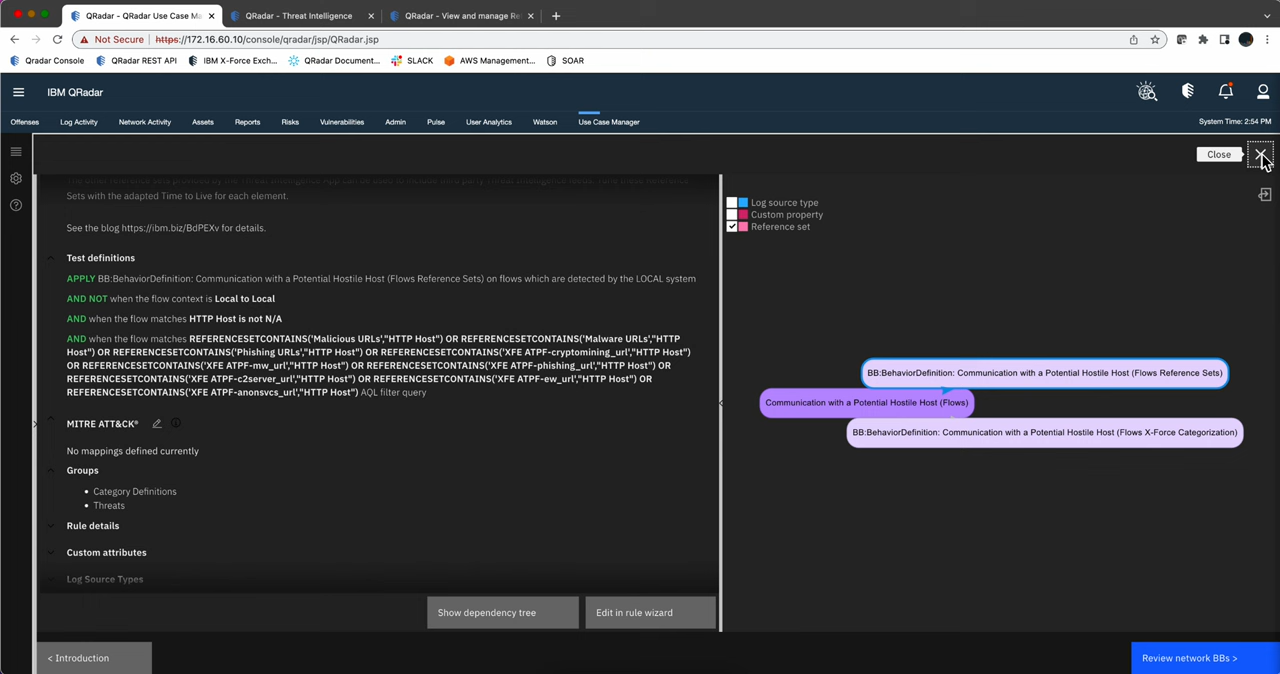 QRadar - QRadar Use Case Ma
QRadar - Threat Intelligence
QRadar - View and manage Re
Not Secure
https://172.16.60.10/console/qradar/jsp/QRadar.jsp
Qradar Console
QRadar REST API
IBM X-Force Exch...
QRadar Document...
SLACK
AWS Management...
SOAR
IBM QRadar
Offenses
Log Activity
Network Activity
Assets
Reports
Risks
Vulnerabilities
Admin
Pulse
User Analytics
Watson
Use Case Manager
System Time: 2:54 PM
Close
Sets with the adapted Time to Live for each element.
See the blog https://ibm.biz/BdPEXv for details.
Test definitions
APPLY BB:BehaviorDefinition: Communication with a Potential Hostile Host (Flows Reference Sets) on flows which are detected by the LOCAL system
AND NOT when the flow context is Local to Local
AND when the flow matches HTTP Host is not N/A
AND when the flow matches REFERENCESETCONTAINS('Malicious URLs',"HTTP Host") OR REFERENCESETCONTAINS('Malware URLs',"HTTP
Host") OR REFERENCESETCONTAINS('Phishing URLs',"HTTP Host") OR REFERENCESETCONTAINS('XFE ATPF-cryptomining_url',"HTTP Host")
OR REFERENCESETCONTAINS('XFE ATPF-mw_url',"HTTP Host") OR REFERENCESETCONTAINS('XFE ATPF-phishing_url',"HTTP Host") OR
REFERENCESETCONTAINS('XFE ATPF-c2server_url',"HTTP Host") OR REFERENCESETCONTAINS('XFE ATPF-ew_url',"HTTP Host") OR
REFERENCESETCONTAINS('XFE ATPF-anonsvcs_url',"HTTP Host") AQL filter query
MITRE ATT&CK®
No mappings defined currently
Groups
Category Definitions
Threats
Rule details
Custom attributes
Log Source Types
Show dependency tree
Edit in rule wizard
Log source type
Custom property
Reference set
BB:BehaviorDefinition: Communication with a Potential Hostile Host (Flows Reference Sets)
Communication with a Potential Hostile Host (Flows)
BB:BehaviorDefinition: Communication with a Potential Hostile Host (Flows X-Force Categorization)
< Introduction
Review network BBs >